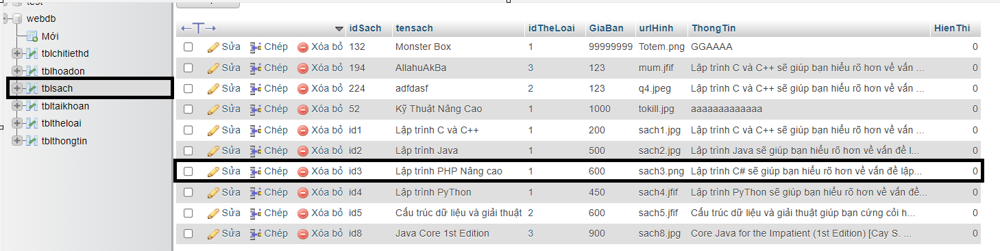 webdb
Mới
tblchitiethd
tblhoadon
tblsach
tbltaikhoan
tbltheloai
tblthongtin
←T→ idSach tensach idTheLoai GiaBan urlHinh ThongTin HienThi
Sửa Chép Xóa bỏ 132 Monster Box 1 99999999 Totem.png GGAAAA 0
Sửa Chép Xóa bỏ 194 AllahuAkBa 3 123 mum.jfif Lập trình C và C++ sẽ giúp bạn hiểu rõ hơn về vấn ... 0
Sửa Chép Xóa bỏ 224 adfdasf 2 123 q4.jpeg Lập trình C và C++ sẽ giúp bạn hiểu rõ hơn về vấn ... 0
Sửa Chép Xóa bỏ 52 Kỹ Thuật Nâng Cao 1 1000 tokill.jpg aaaaaaaaaaaaa 0
Sửa Chép Xóa bỏ id1 Lập trình C và C++ 1 200 sach1.jpg Lập trình C và C++ sẽ giúp bạn hiểu rõ hơn về vấn ... 0
Sửa Chép Xóa bỏ id2 Lập trình Java 1 500 sach2.jpg Lập trình Java sẽ giúp bạn hiểu rõ hơn về vấn đề l... 0
Sửa Chép Xóa bỏ id3 Lập trình PHP Nâng cao 1 600 sach3.png Lập trình C# sẽ giúp bạn hiểu rõ hơn về vấn đề lập... 0
Sửa Chép Xóa bỏ id4 Lập trình PyThon 1 450 sach4.jfif Lập trình PyThon sẽ giúp bạn hiểu rõ hơn về vấn đề... 0
Sửa Chép Xóa bỏ id5 Cấu trúc dữ liệu và giải thuật 2 600 sach5.jfif Cấu trúc dữ liệu và giải thuật giúp bạn cứng cỏi h... 0
Sửa Chép Xóa bỏ id8 Java Core 1st Edition 3 900 sach8.jpg Core Java for the Impatient (1st Edition) [Cay S. ... 0